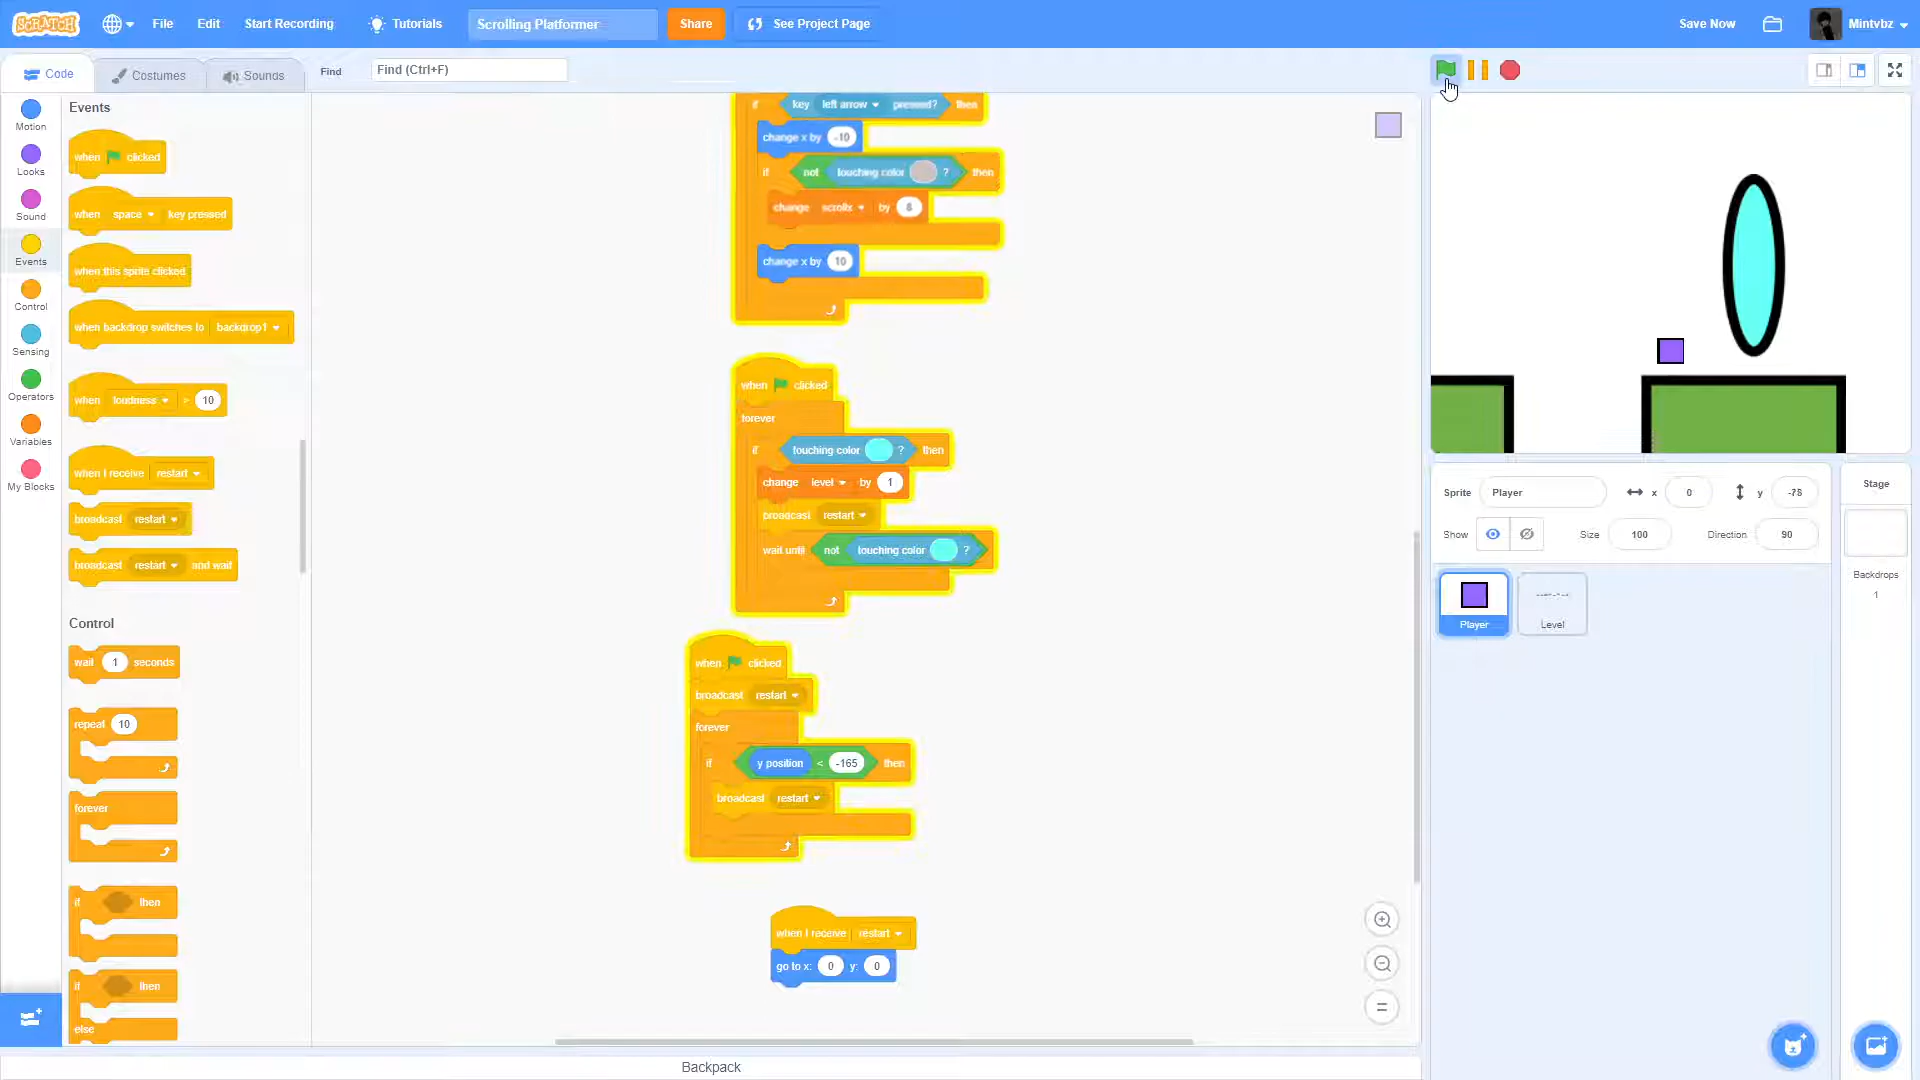 SCRATCH File Edit Start Recording Tutorials Scrolling Platformer Share See Project Page Save Now Mintvbz
Code Costumes Sounds Find Find (Ctrl+F)
Motion
Looks
Sound
Events
Control
Sensing
Operators
Variables
My Blocks
Events
when clicked
when space key pressed
when this sprite clicked
when backdrop switches to backdrop1
when loudness > 10
when I receive restart
broadcast restart
broadcast restart and wait
Control
wait 1 seconds
repeat 10
forever
if then
if then
else
if key left arrow pressed? then
change x by -10
if not touching color ? then
change scrollx by 8
change x by 10
when clicked
forever
if touching color ? then
change level by 1
broadcast restart
wait until not touching color ?
when clicked
broadcast restart
forever
if y position < -165 then
broadcast restart
when I receive restart
go to x: 0 y: 0
Sprite Player x 0 y -78
Show Size 100 Direction 90
Player Level
Stage
Backdrops
1
Backpack